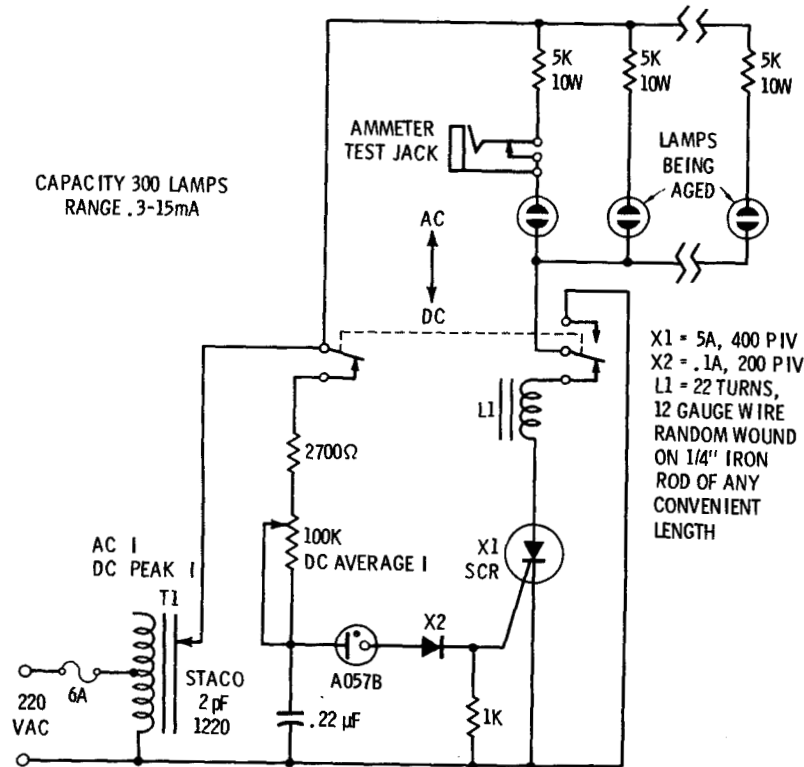 5K
10W
5K
10W
5K
10W
AMMETER
TEST JACK
LAMPS
BEING
AGED
CAPACITY 300 LAMPS
RANGE .3-15mA
AC
DC
X1 = 5A, 400 PIV
X2 = .1A, 200 PIV
L1 = 22 TURNS,
12 GAUGE WIRE
RANDOM WOUND
ON 1/4" IRON
ROD OF ANY
CONVENIENT
LENGTH
L1
2700Ω
100K
DC AVERAGE I
X1
SCR
AC I
DC PEAK I
T1
X2
A057B
STACO
2 pF
1220
6A
220
VAC
.22 µF
1K